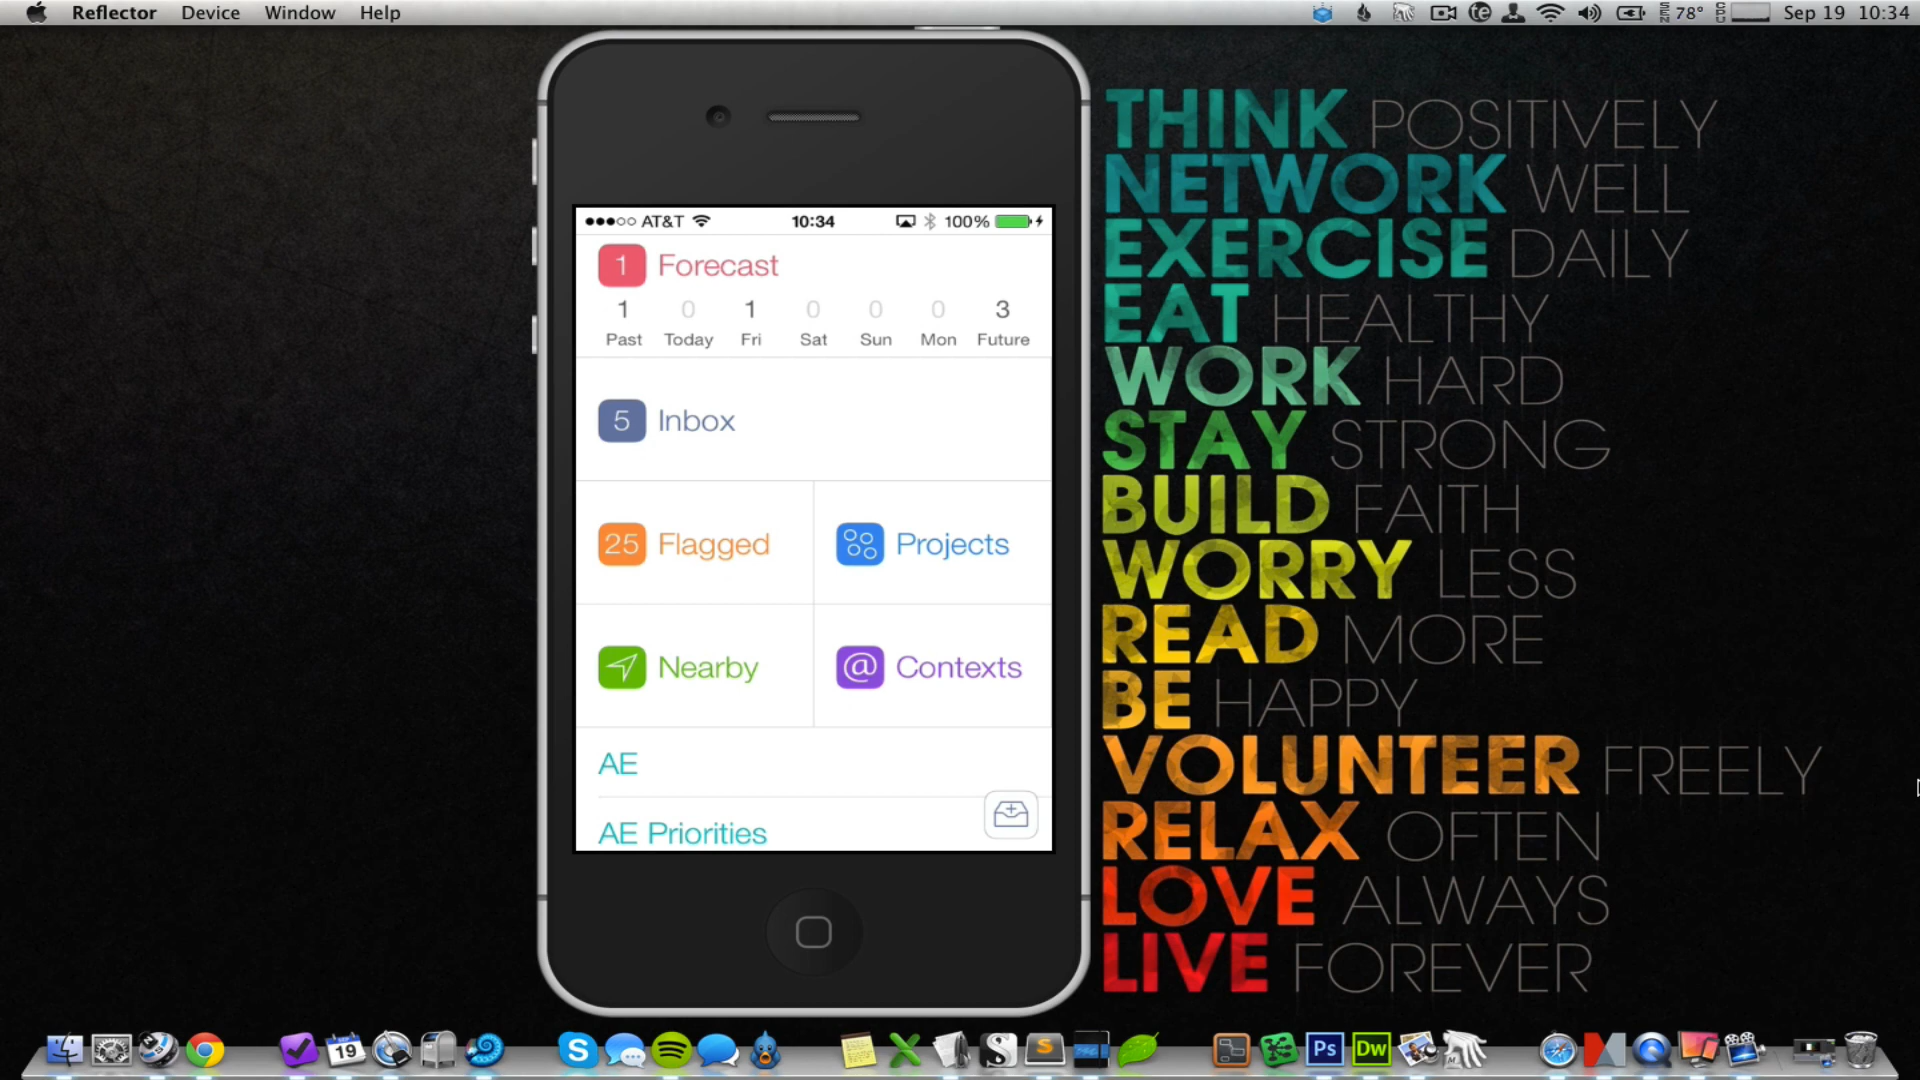 Reflector Device Window Help
SEN 78° CPU Sep 19 10:34
AT&T 10:34 100%
1 Forecast
1 0 1 0 0 0 3
Past Today Fri Sat Sun Mon Future
5 Inbox
25 Flagged Projects
Nearby @ Contexts
AE
AE Priorities
THINK POSITIVELY
NETWORK WELL
EXERCISE DAILY
EAT HEALTHY
WORK HARD
STAY STRONG
BUILD FAITH
WORRY LESS
READ MORE
BE HAPPY
VOLUNTEER FREELY
RELAX OFTEN
LOVE ALWAYS
LIVE FOREVER
19 S S S Ps Dw